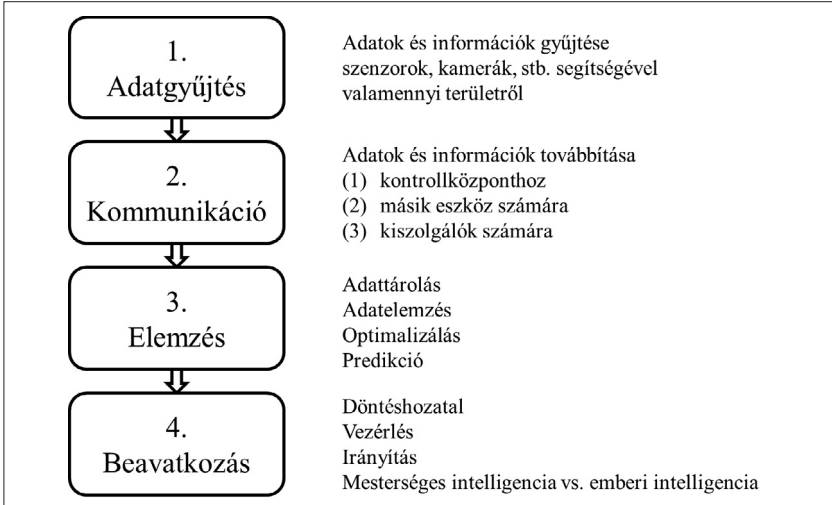 1.
Adatgyűjtés
Adatok és információk gyűjtése
szenzorok, kamerák, stb. segítségével
valamennyi területről
2.
Kommunikáció
Adatok és információk továbbítása
(1) kontrollközponthoz
(2) másik eszköz számára
(3) kiszolgálók számára
3.
Elemzés
Adattárolás
Adatelemzés
Optimalizálás
Predikció
4.
Beavatkozás
Döntéshozatal
Vezérlés
Irányítás
Mesterséges intelligencia vs. emberi intelligencia